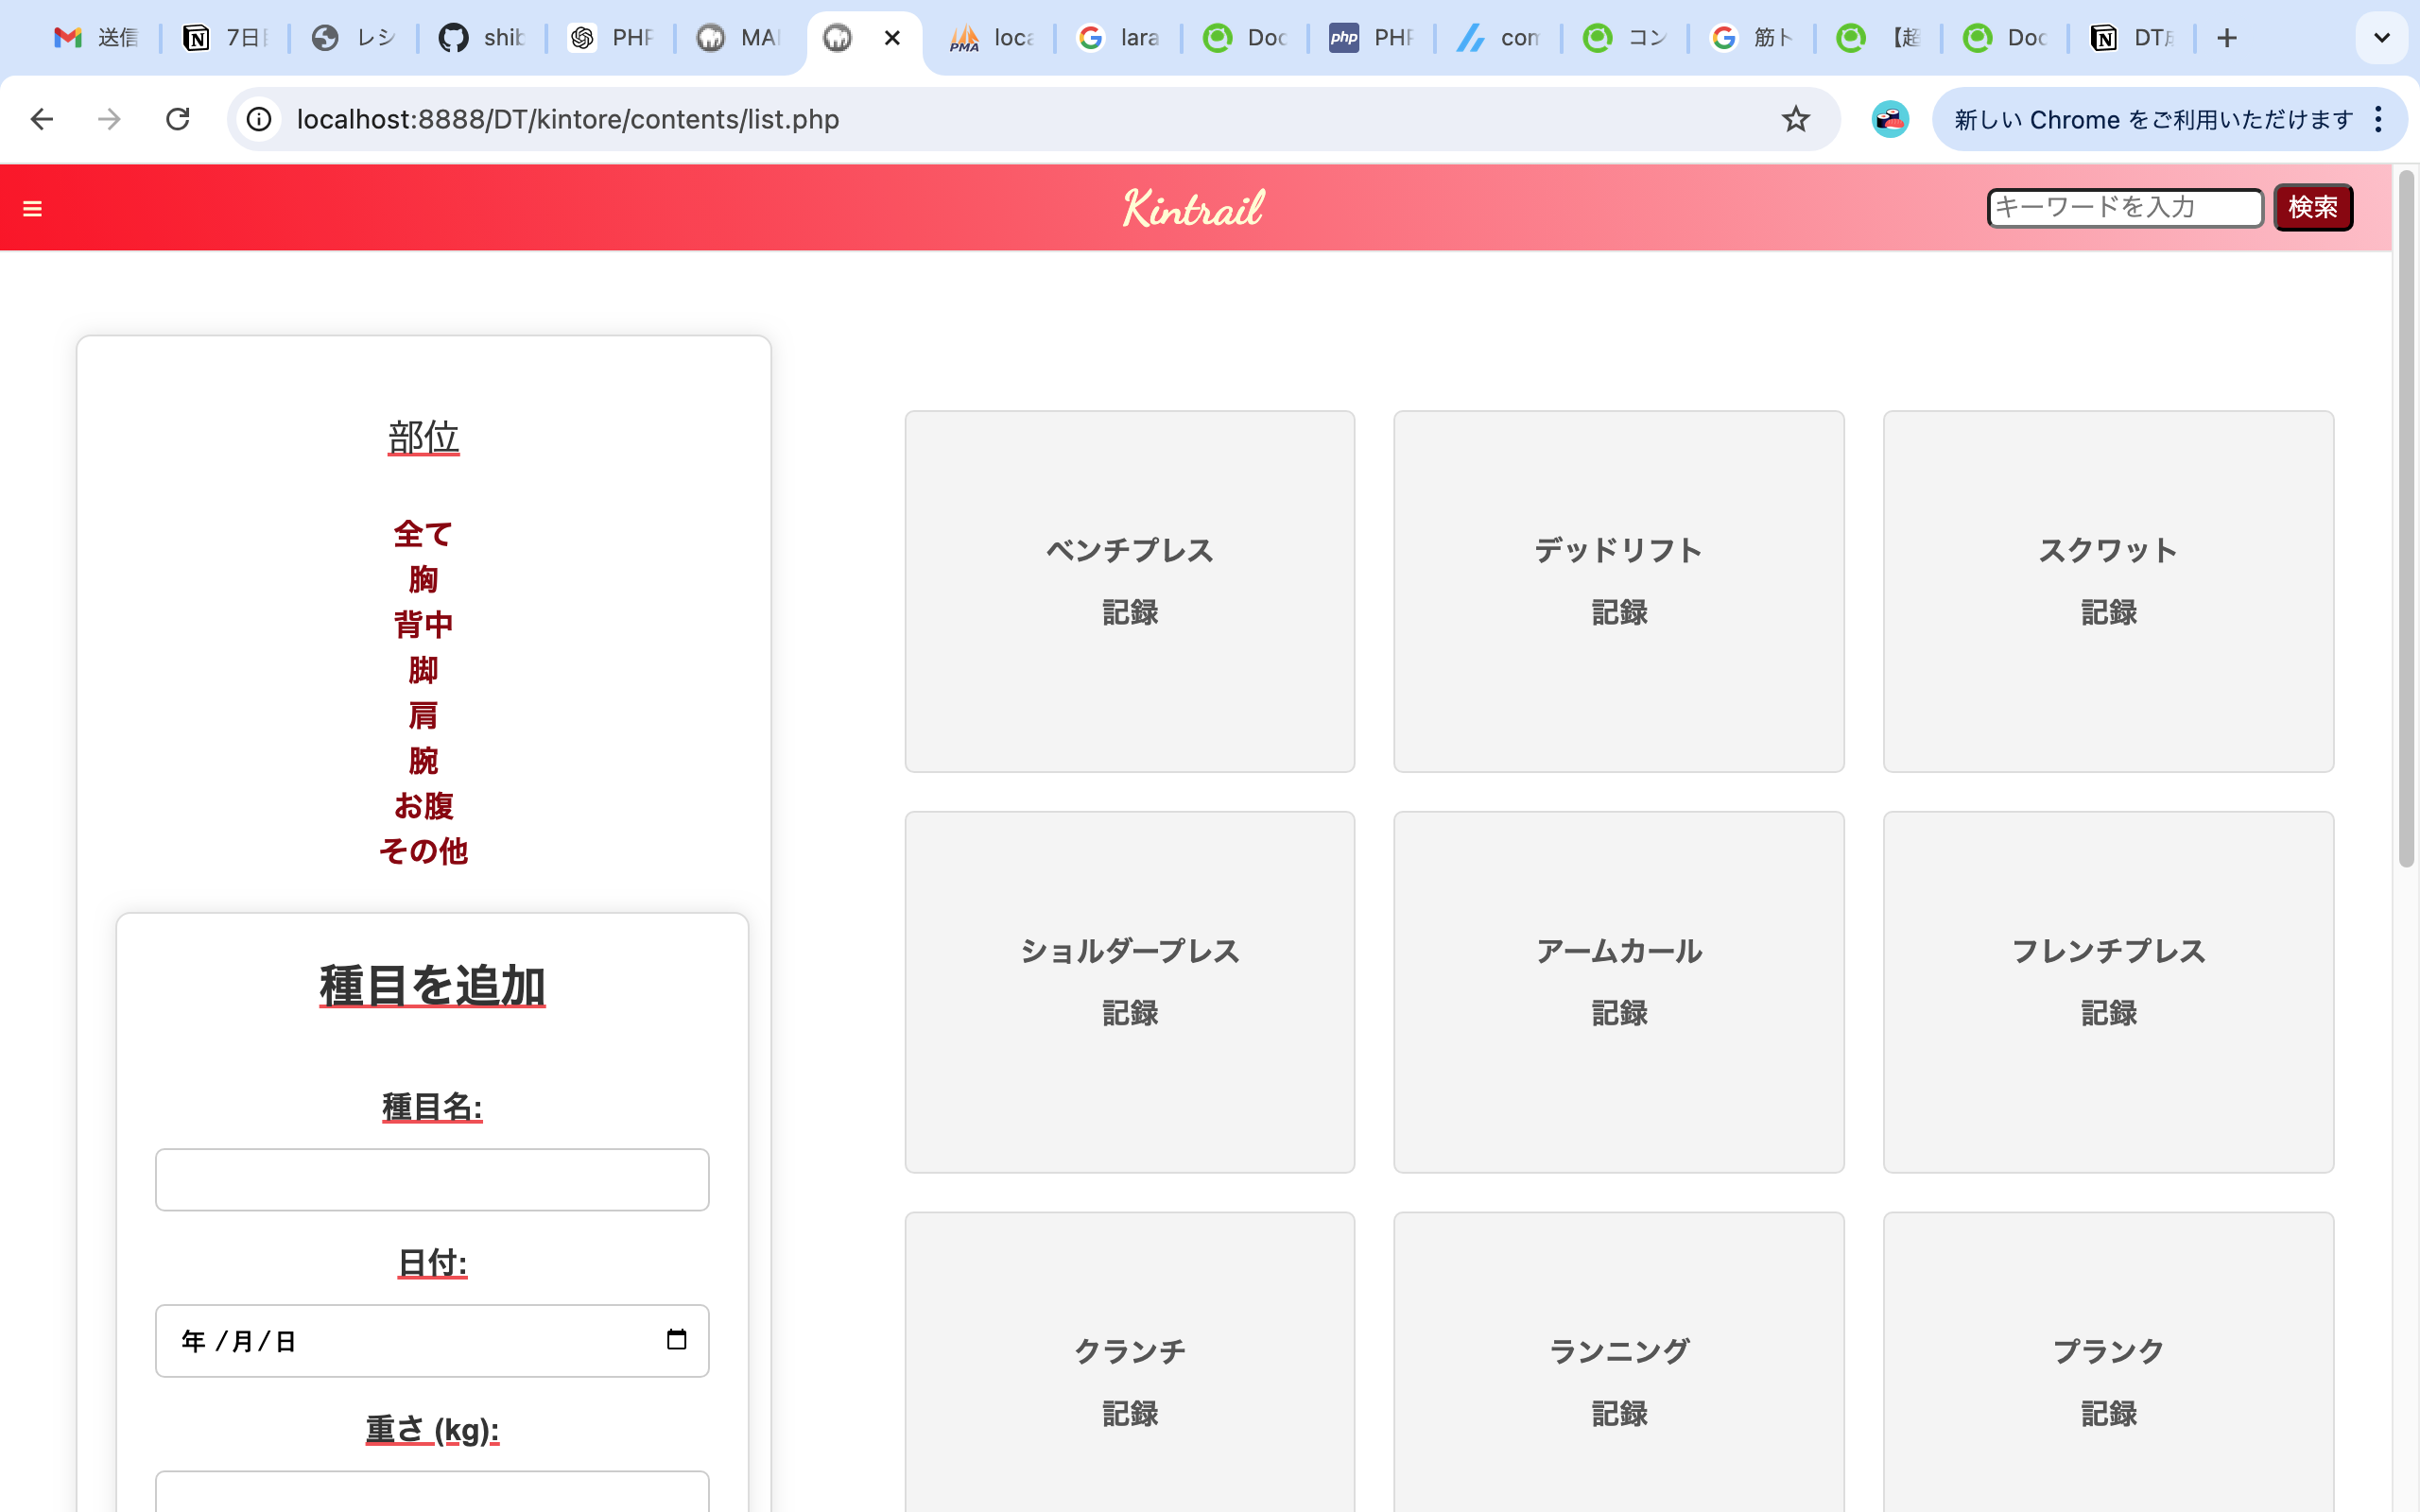 送信
7日
レシ
shib
PHP
MA
loca
lara
Doc
php
PHP
con
コン
筋ト
【超
Doc
DT
localhost:8888/DT/kintore/contents/list.php
新しい Chrome をご利用いただけます
Kintrail
キーワードを入力
検索
部位
全て
胸
背中
脚
肩
腕
お腹
その他
種目を追加
種目名:
日付:
年 /月/日
重さ (kg):
ベンチプレス
記録
デッドリフト
記録
スクワット
記録
ショルダープレス
記録
アームカール
記録
フレンチプレス
記録
クランチ
記録
ランニング
記録
プランク
記録